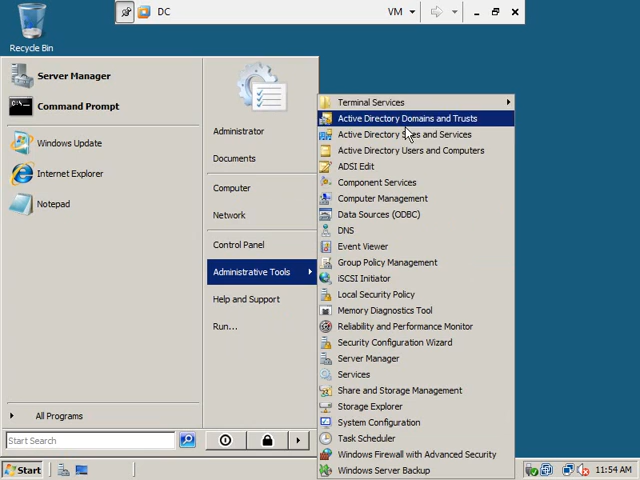 DC
VM
Recycle Bin
Server Manager
Command Prompt
Windows Update
Internet Explorer
Notepad
All Programs
Start Search
Administrator
Documents
Computer
Network
Control Panel
Administrative Tools
Help and Support
Run...
Terminal Services
Active Directory Domains and Trusts
Active Directory Sites and Services
Active Directory Users and Computers
ADSI Edit
Component Services
Computer Management
Data Sources (ODBC)
DNS
Event Viewer
Group Policy Management
iSCSI Initiator
Local Security Policy
Memory Diagnostics Tool
Reliability and Performance Monitor
Security Configuration Wizard
Server Manager
Services
Share and Storage Management
Storage Explorer
System Configuration
Task Scheduler
Windows Firewall with Advanced Security
Windows Server Backup
Start
11:54 AM